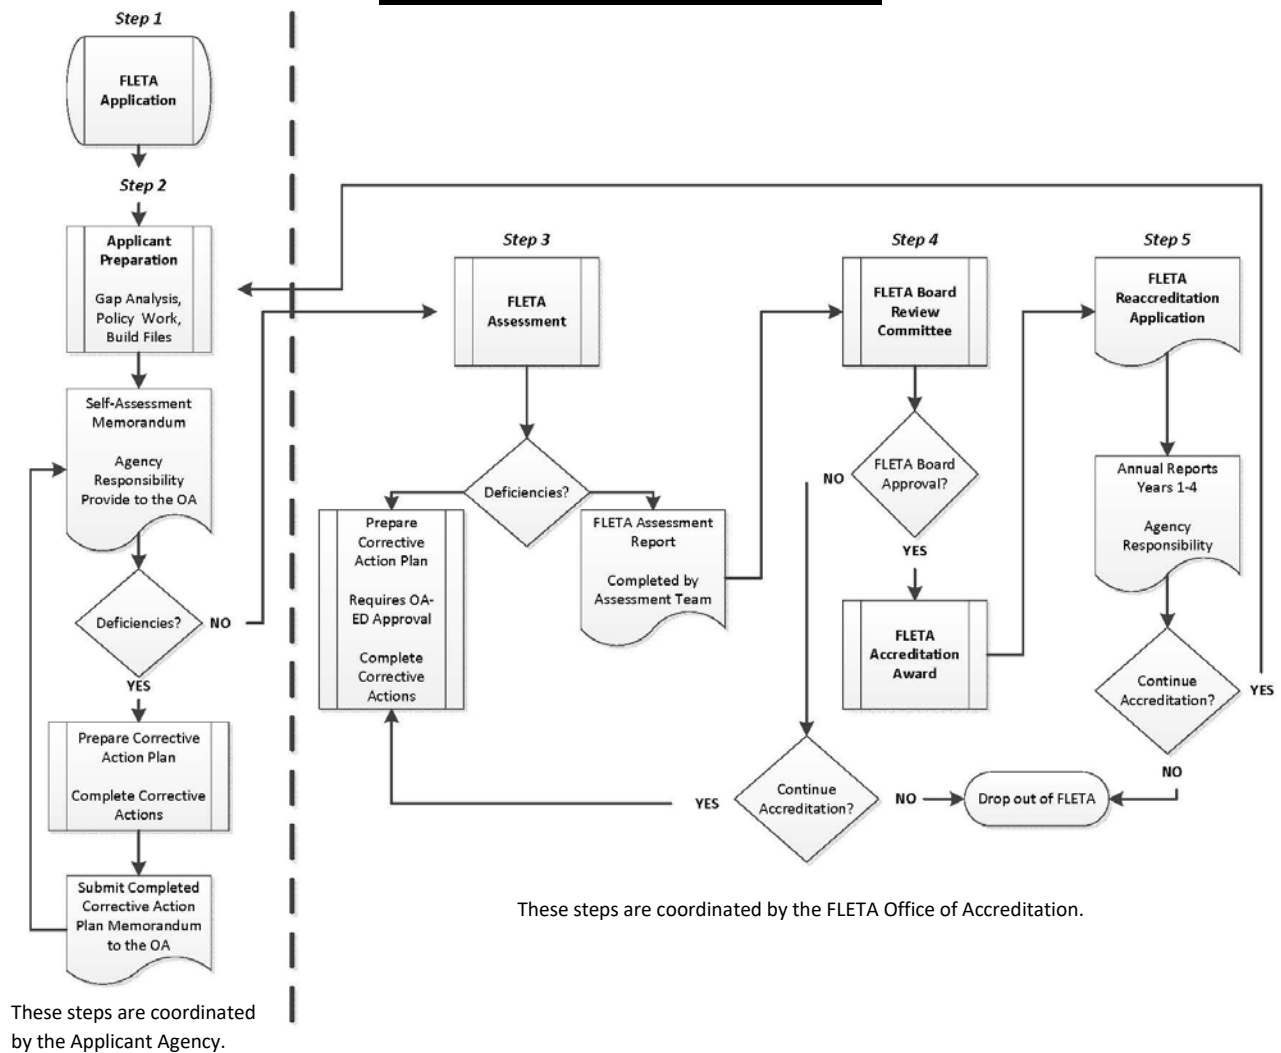 Step 1
FLETA
Application
Step 2
Applicant
Preparation
Gap Analysis,
Policy Work,
Build Files
Self-Assessment
Memorandum
Agency
Responsibility
Provide to the OA
Deficiencies?
NO
YES
Prepare Corrective
Action Plan
Complete Corrective
Actions
Submit Completed
Corrective Action
Plan Memorandum
to the OA
These steps are coordinated
by the Applicant Agency.
Step 3
FLETA
Assessment
Deficiencies?
Prepare
Corrective
Action Plan
Requires OA-
ED Approval
Complete
Corrective
Actions
FLETA Assessment
Report
Completed by
Assessment Team
Step 4
FLETA Board
Review
Committee
FLETA Board
Approval?
NO
YES
FLETA
Accreditation
Award
Continue
Accreditation?
YES
NO
Drop out of FLETA
Step 5
FLETA
Reaccreditation
Application
Annual Reports
Years 1-4
Agency
Responsibility
Continue
Accreditation?
YES
NO
These steps are coordinated by the FLETA Office of Accreditation.